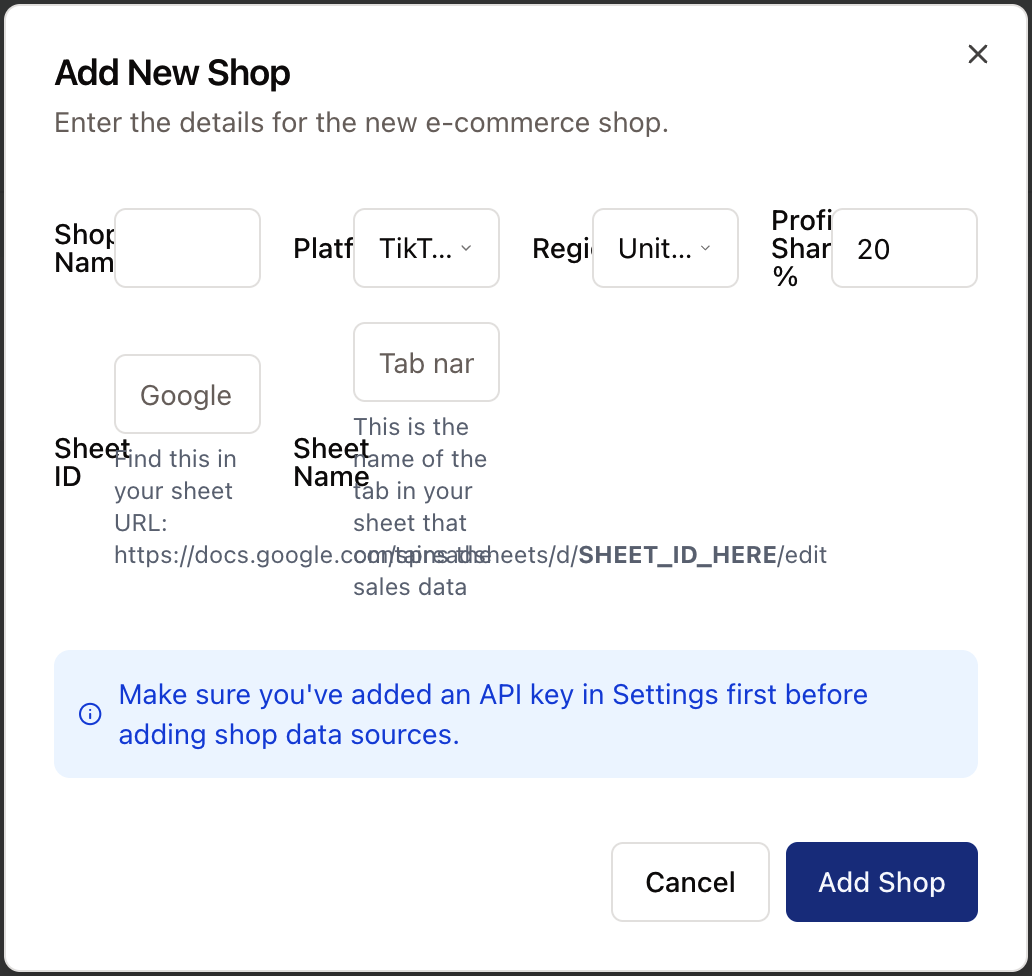 Add New Shop
Enter the details for the new e-commerce shop.
Shop
Nam
Platf
TikT...
Regi
Unit...
Profi
Shar
%
20
Sheet
ID
Google
Find this in
your sheet
URL:
https://docs.google.com/spreadsheets/d/SHEET_ID_HERE/edit
Sheet
Name
Tab nar
This is the
name of the
tab in your
sheet that
contains the
sales data
Make sure you've added an API key in Settings first before
adding shop data sources.
Cancel
Add Shop